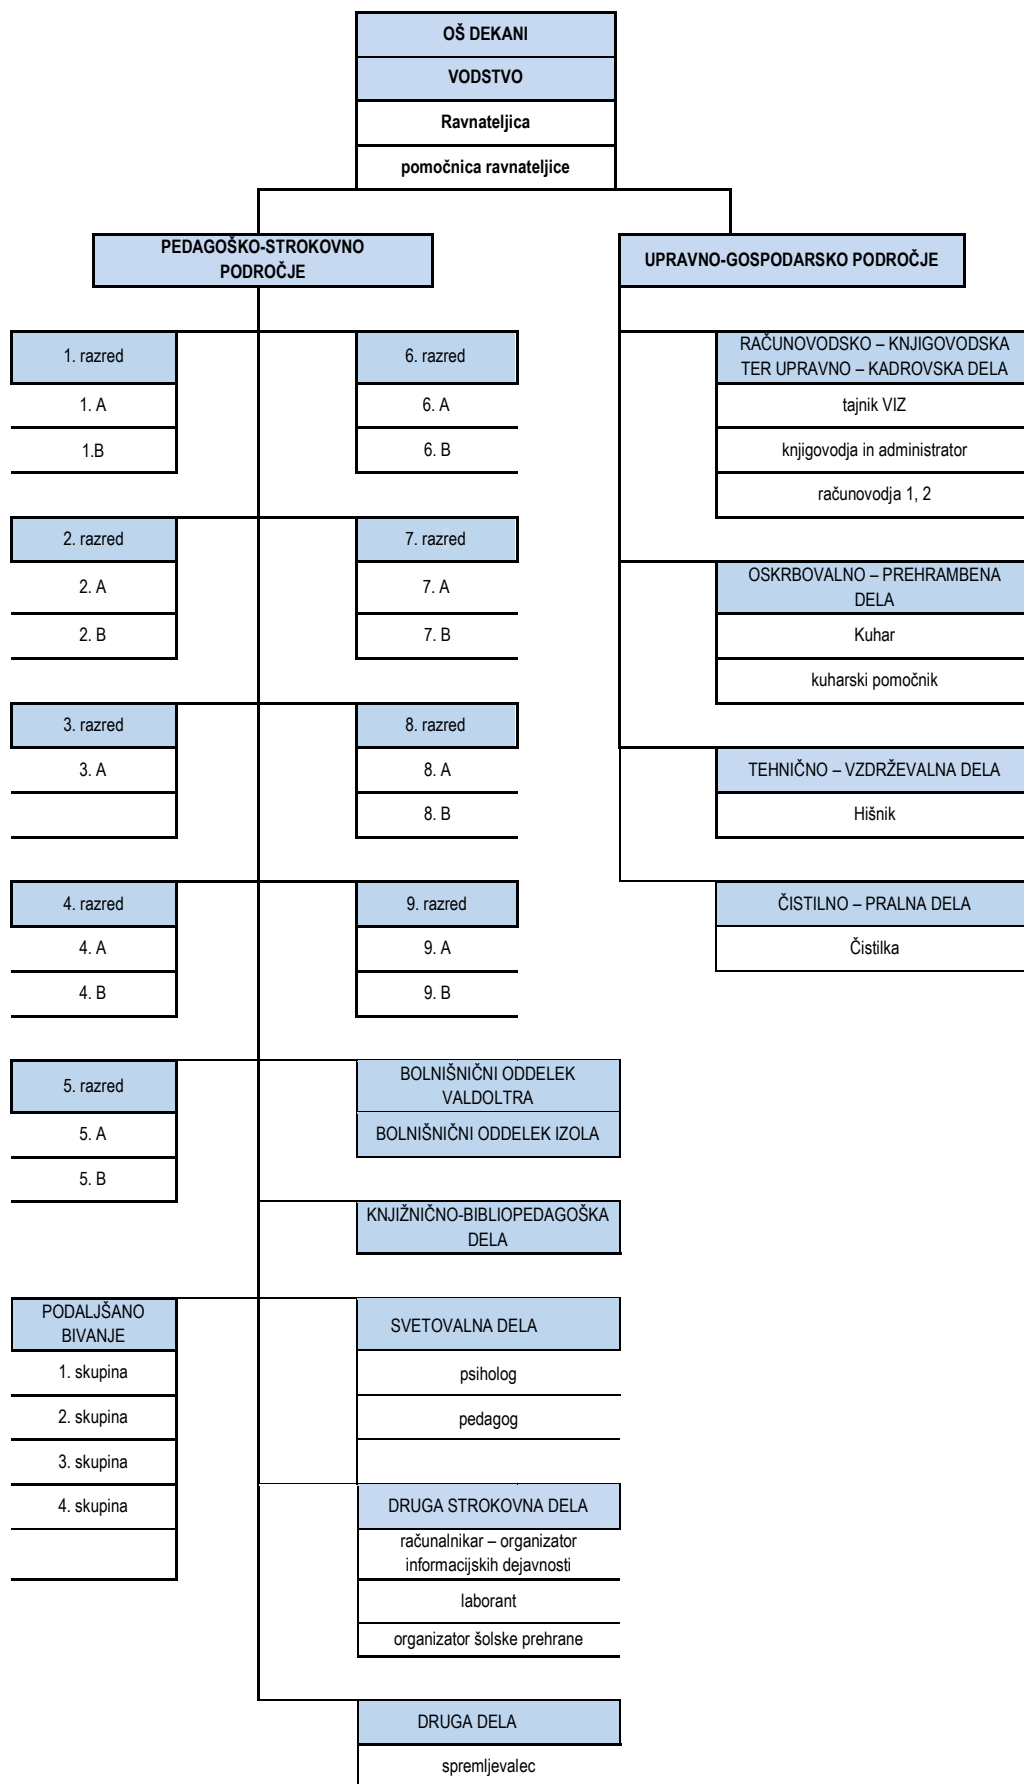 OŠ DEKANI
VODSTVO
Ravnateljica
pomočnica ravnateljice
PEDAGOŠKO-STROKOVNO
PODROČJE
UPRAVNO-GOSPODARSKO PODROČJE
1. razred
1. A
1.B
6. razred
6. A
6. B
RAČUNOVODSKO – KNJIGOVODSKA
TER UPRAVNO – KADROVSKA DELA
tajnik VIZ
knjigovodja in administrator
računovodja 1, 2
2. razred
2. A
2. B
7. razred
7. A
7. B
OSKRBOVALNO – PREHRAMBENA
DELA
Kuhar
kuharski pomočnik
3. razred
3. A
8. razred
8. A
8. B
TEHNIČNO – VZDRŽEVALNA DELA
Hišnik
4. razred
4. A
4. B
9. razred
9. A
9. B
ČISTILNO – PRALNA DELA
Čistilka
5. razred
5. A
5. B
BOLNIŠNIČNI ODDELEK
VALDOLTRA
BOLNIŠNIČNI ODDELEK IZOLA
KNJIŽNIČNO-BIBLIOPEDAGOŠKA
DELA
PODALJŠANO
BIVANJE
1. skupina
2. skupina
3. skupina
4. skupina
SVETOVALNA DELA
psiholog
pedagog
DRUGA STROKOVNA DELA
računalnikar – organizator
informacijskih dejavnosti
laborant
organizator šolske prehrane
DRUGA DELA
spremljevalec